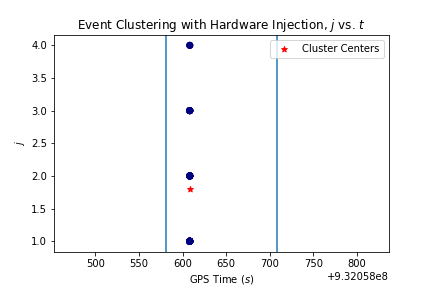 Event Clustering with Hardware Injection, j vs. t
Cluster Centers
4.0
3.5
3.0
2.5
2.0
1.5
1.0
j
500 550 600 650 700 750 800
GPS Time (s)
+9.32058e8